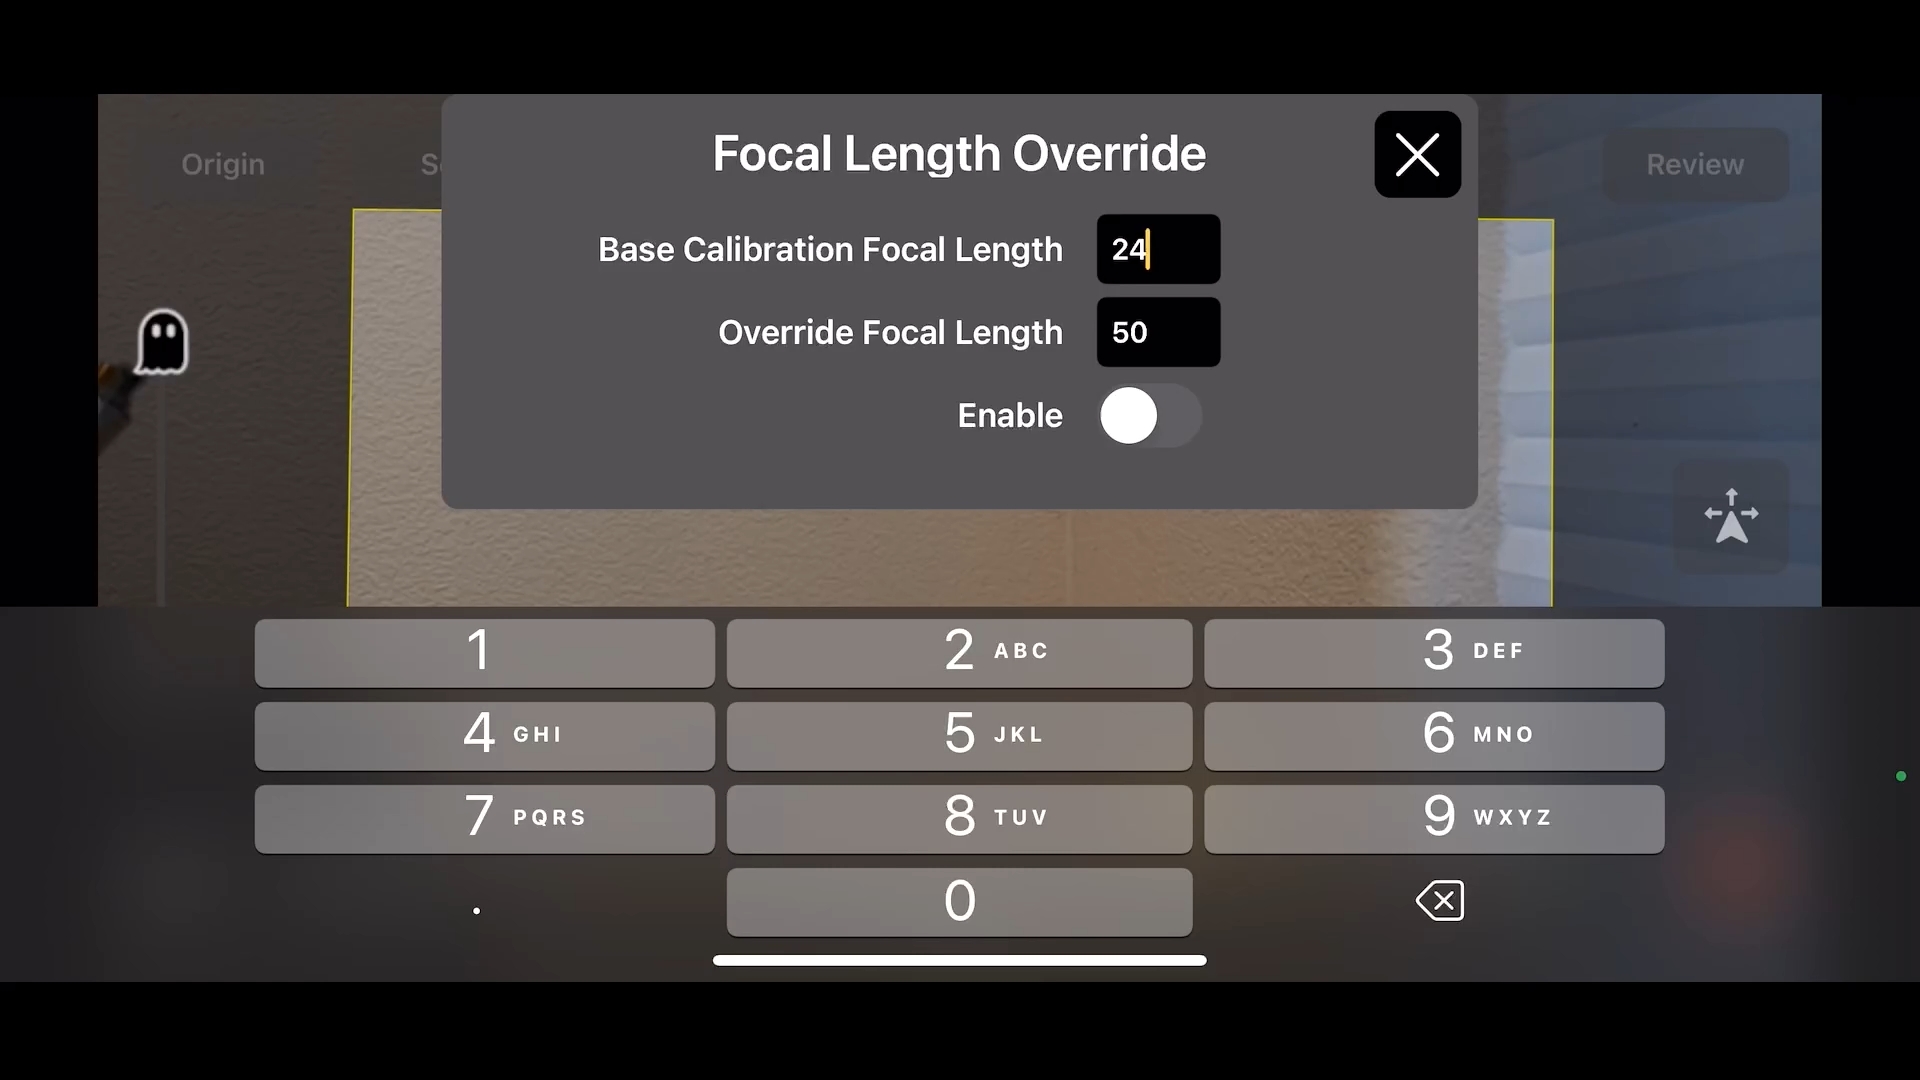 Focal Length Override
Origin
Review
Base Calibration Focal Length 24
Override Focal Length 50
Enable
1
2 ABC
3 DEF
4 GHI
5 JKL
6 MNO
7 PQRS
8 TUV
9 WXYZ
.
0